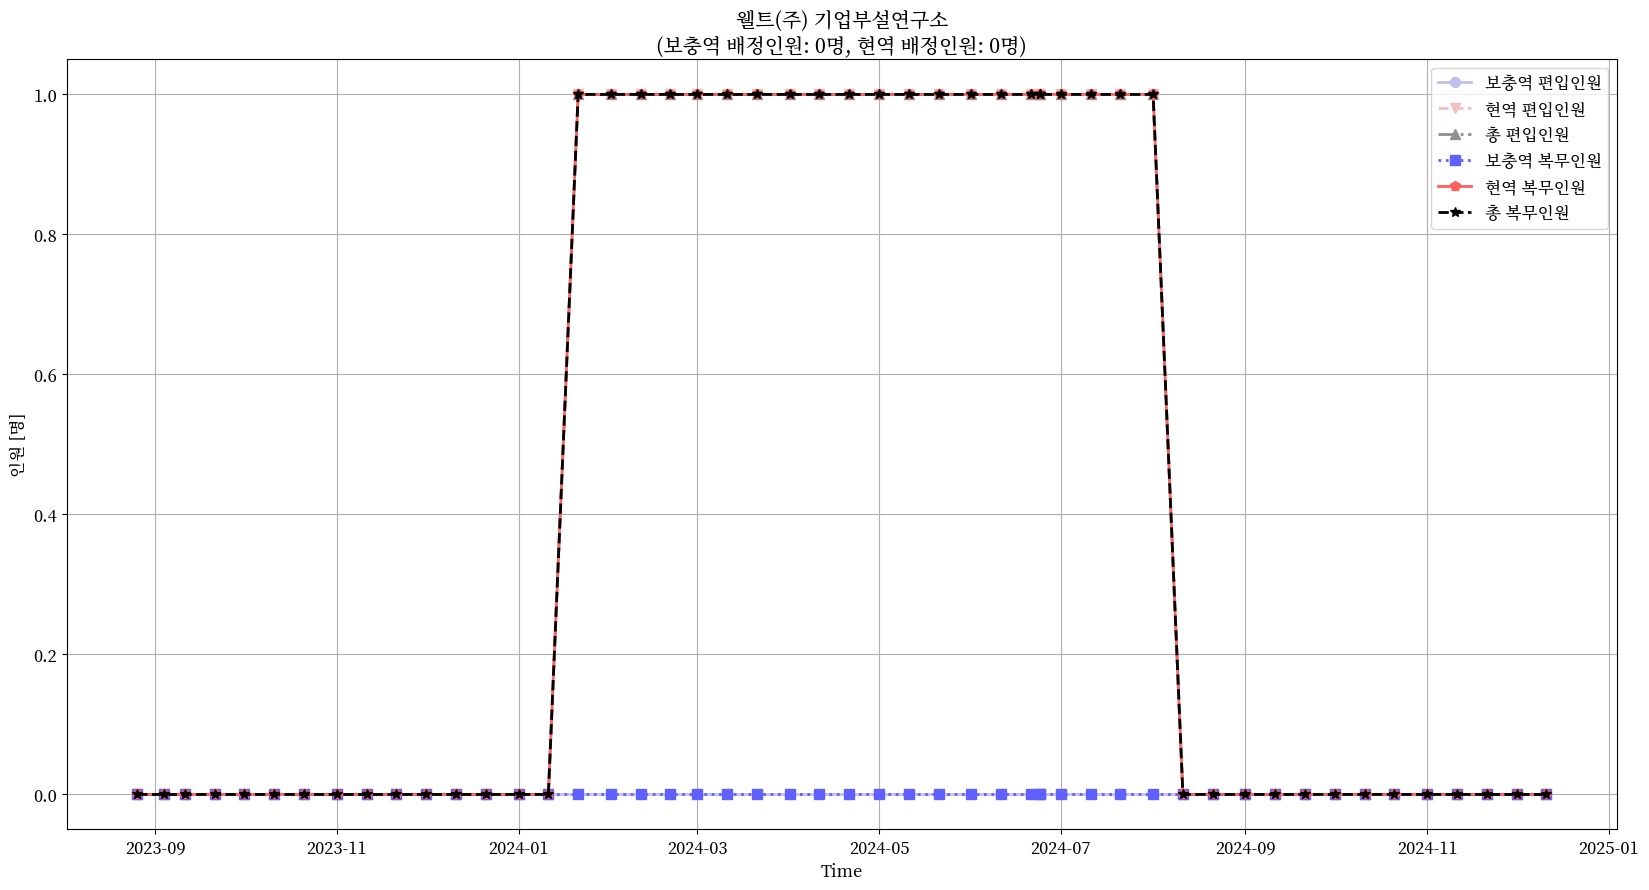 웰트(주) 기업부설연구소
(보충역 배정인원: 0명, 현역 배정인원: 0명)
보충역 편입인원
현역 편입인원
총 편입인원
보충역 복무인원
현역 복무인원
총 복무인원
인원 [명]
1.0
0.8
0.6
0.4
0.2
0.0
2023-09
2023-11
2024-01
2024-03
2024-05
2024-07
2024-09
2024-11
2025-01
Time